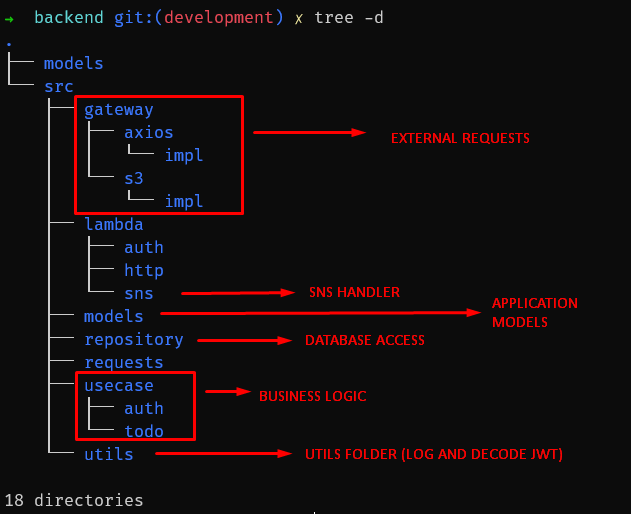 → backend git:(development) ✗ tree -d
.
├── models
└── src
├── gateway
├── axios
└── impl
EXTERNAL REQUESTS
└── s3
└── impl
├── lambda
├── auth
├── http
└── sns
SNS HANDLER
├── models
APPLICATION
MODELS
├── repository
DATABASE ACCESS
├── requests
├── usecase
├── auth
└── todo
BUSINESS LOGIC
└── utils
UTILS FOLDER (LOG AND DECODE JWT)
18 directories